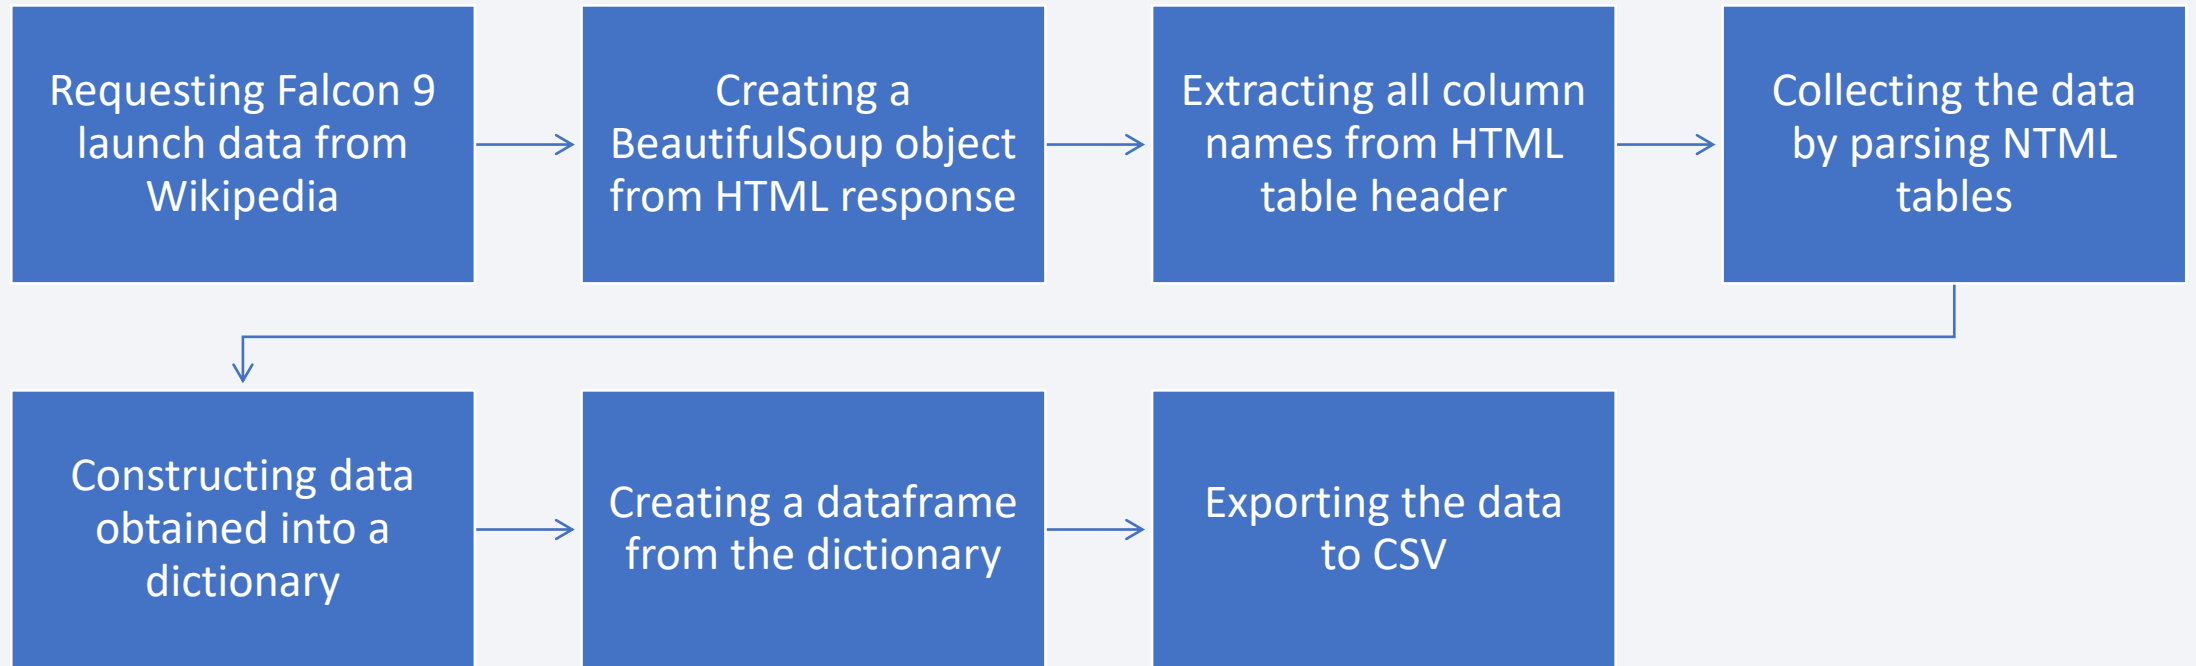 Requesting Falcon 9
launch data from
Wikipedia
Creating a
BeautifulSoup object
from HTML response
Extracting all column
names from HTML
table header
Collecting the data
by parsing NTML
tables
Constructing data
obtained into a
dictionary
Creating a dataframe
from the dictionary
Exporting the data
to CSV